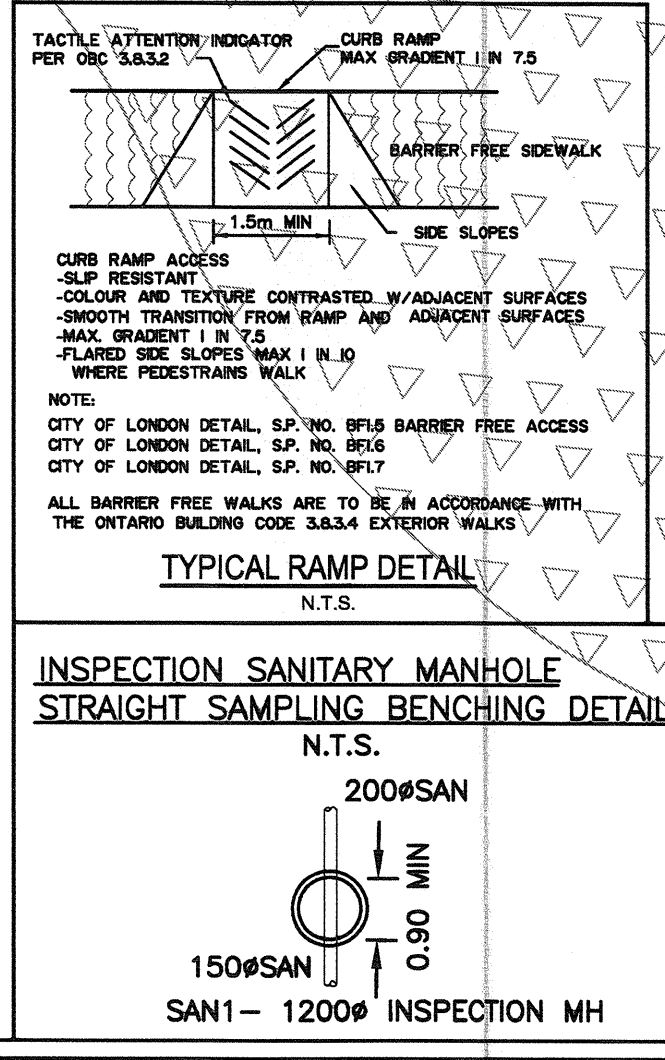 TACTILE ATTENTION INDICATOR
PER OBC 3.8.3.2
CURB RAMP
MAX GRADIENT 1 IN 7.5
BARRIER FREE SIDEWALK
1.5m MIN
SIDE SLOPES
CURB RAMP ACCESS
-SLIP RESISTANT
-COLOUR AND TEXTURE CONTRASTED W/ADJACENT SURFACES
-SMOOTH TRANSITION FROM RAMP AND ADJACENT SURFACES
-MAX. GRADIENT 1 IN 7.5
-FLARED SIDE SLOPES MAX 1 IN 10
WHERE PEDESTRAINS WALK
NOTE:
CITY OF LONDON DETAIL, S.P. NO. BF1.5 BARRIER FREE ACCESS
CITY OF LONDON DETAIL, S.P. NO. BF1.6
CITY OF LONDON DETAIL, S.P. NO. BF1.7
ALL BARRIER FREE WALKS ARE TO BE IN ACCORDANCE WITH
THE ONTARIO BUILDING CODE 3.8.3.4 EXTERIOR WALKS
TYPICAL RAMP DETAIL
N.T.S.
INSPECTION SANITARY MANHOLE
STRAIGHT SAMPLING BENCHING DETAIL
N.T.S.
200øSAN
0.90 MIN
150øSAN
SAN1- 1200ø INSPECTION MH